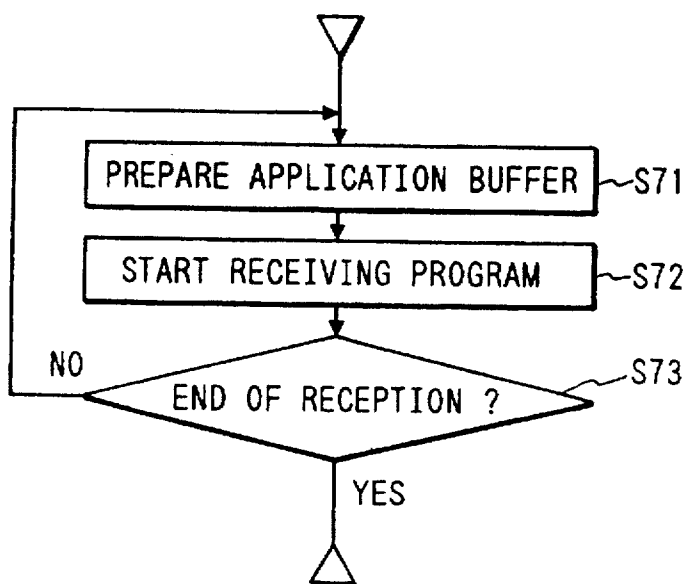 PREPARE APPLICATION BUFFER S71
START RECEIVING PROGRAM S72
NO
END OF RECEPTION ? S73
YES